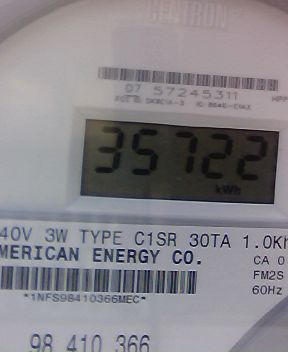 CENTRON
07 57245311
35722
kWh
40V 3W TYPE C1SR 30TA 1.0Kh
MERICAN ENERGY CO.
CA 0
FM2S
60Hz
*1NFS98410366MEC*
98 410 366